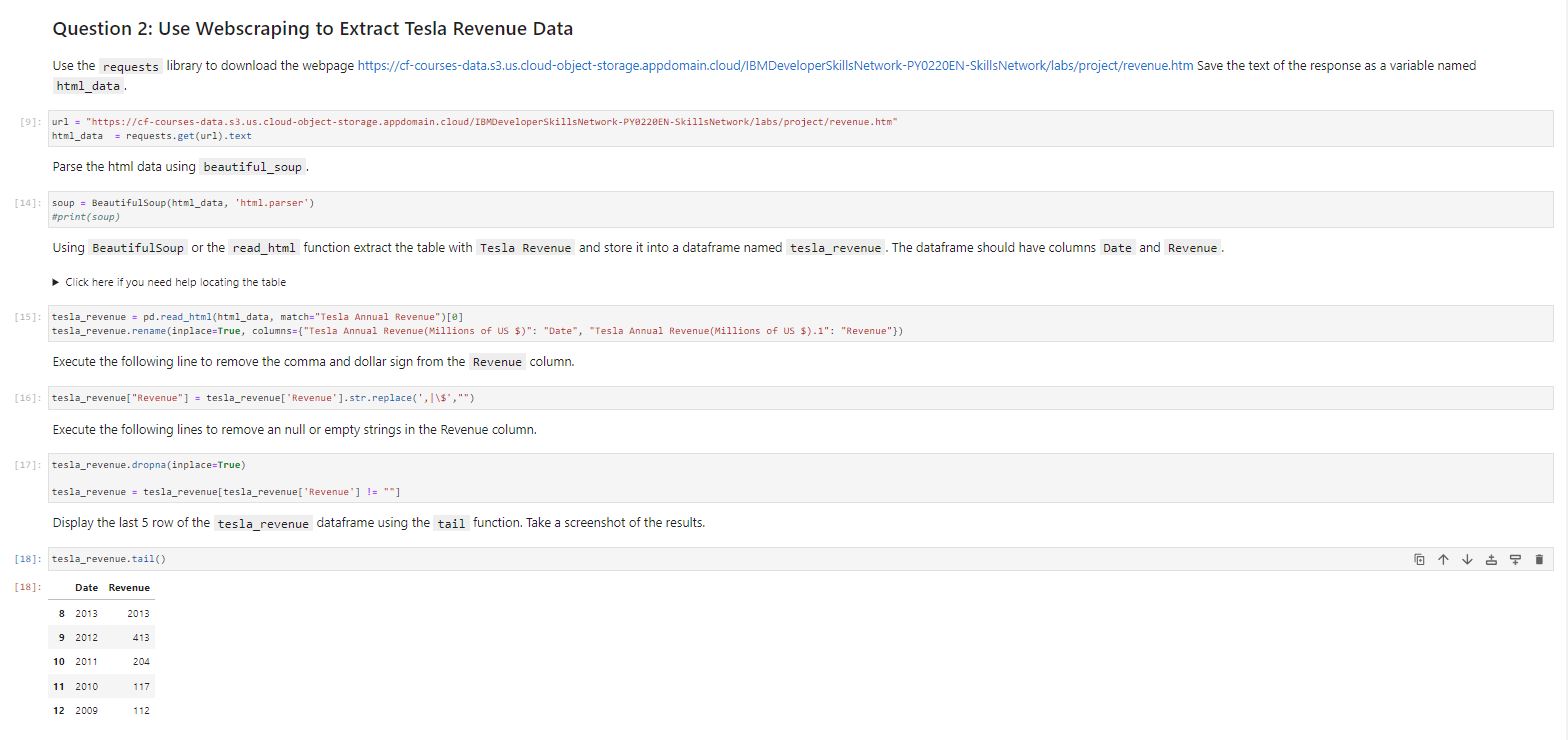 Question 2: Use Webscraping to Extract Tesla Revenue Data
Use the requests library to download the webpage https://cf-courses-data.s3.us.cloud-object-storage.appdomain.cloud/IBMDeveloperSkillsNetwork-PY0220EN-SkillsNetwork/labs/project/revenue.htm Save the text of the response as a variable named
html_data .
[9]: url = "https://cf-courses-data.s3.us.cloud-object-storage.appdomain.cloud/IBMDeveloperSkillsNetwork-PY0220EN-SkillsNetwork/labs/project/revenue.htm"
html_data  = requests.get(url).text
Parse the html data using beautiful_soup .
[14]: soup = BeautifulSoup(html_data, 'html.parser')
#print(soup)
Using BeautifulSoup or the read_html function extract the table with Tesla Revenue and store it into a dataframe named tesla_revenue . The dataframe should have columns Date and Revenue .
▶ Click here if you need help locating the table
[15]: tesla_revenue = pd.read_html(html_data, match="Tesla Annual Revenue")[0]
tesla_revenue.rename(inplace=True, columns={"Tesla Annual Revenue(Millions of US $)": "Date", "Tesla Annual Revenue(Millions of US $).1": "Revenue"})
Execute the following line to remove the comma and dollar sign from the Revenue column.
[16]: tesla_revenue["Revenue"] = tesla_revenue['Revenue'].str.replace(',|\$',"")
Execute the following lines to remove an null or empty strings in the Revenue column.
[17]: tesla_revenue.dropna(inplace=True)
tesla_revenue = tesla_revenue[tesla_revenue['Revenue'] != ""]
Display the last 5 row of the tesla_revenue dataframe using the tail function. Take a screenshot of the results.
[18]: tesla_revenue.tail()
[18]: Date Revenue
8 2013 2013
9 2012 413
10 2011 204
11 2010 117
12 2009 112